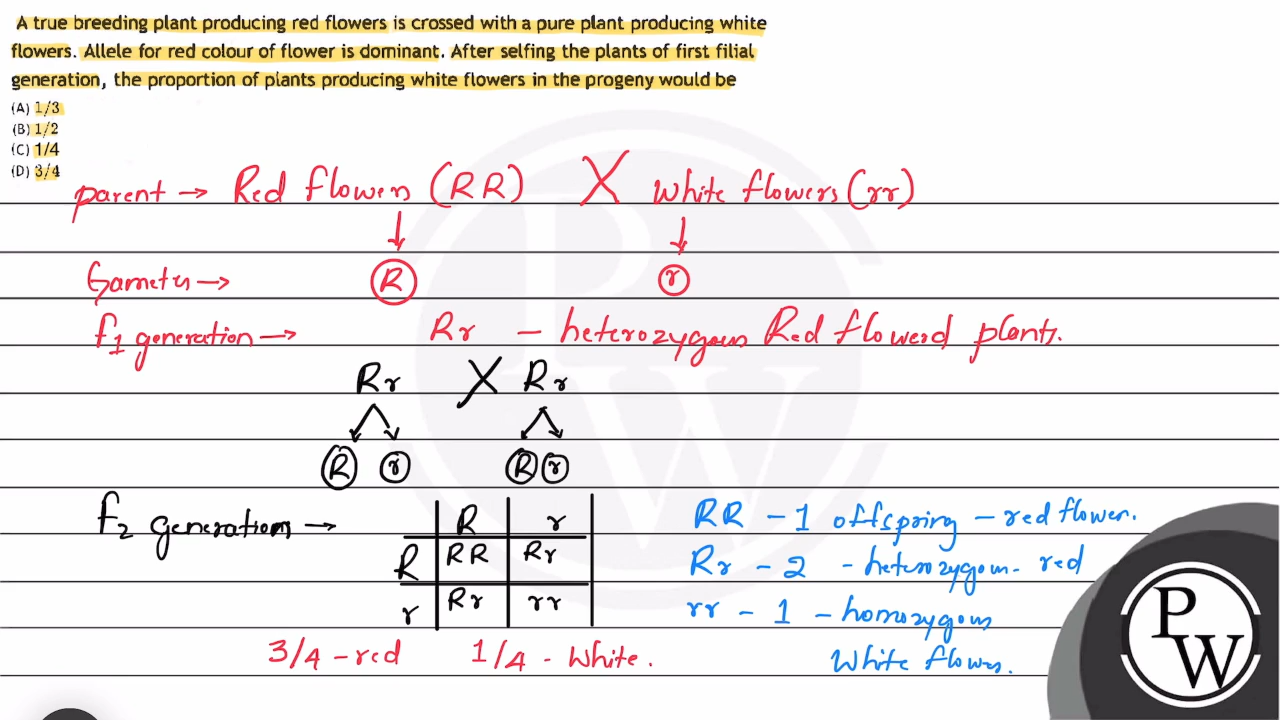 A true breeding plant producing red flowers is crossed with a pure plant producing white
flowers. Allele for red colour of flower is dominant. After selfing the plants of first filial
generation, the proportion of plants producing white flowers in the progeny would be
(A) 1/3
(B) 1/2
(C) 1/4
(D) 3/4
parent → Red flowers (RR) X White flowers (rr)
Gametes → R r
F1 generation → Rr - heterozygous Red flowerd plants.
Rr X Rr
R r R r
F2 generation →
R r
R RR Rr
r Rr rr
RR - 1 offspring - red flower.
Rr - 2 - heterozygous - red
rr - 1 - homozygous
White flower.
3/4 - red 1/4 - White.
PW
PW